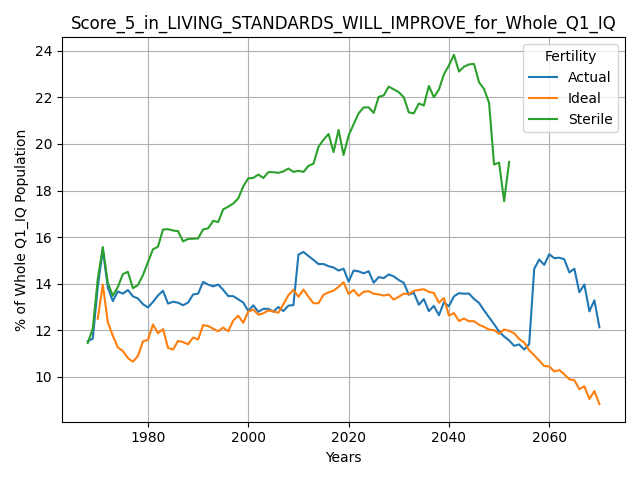 Score_5_in_LIVING_STANDARDS_WILL_IMPROVE_for_Whole_Q1_IQ
% of Whole Q1_IQ Population
24
22
20
18
16
14
12
10
Fertility
Actual
Ideal
Sterile
1980
2000
2020
2040
2060
Years